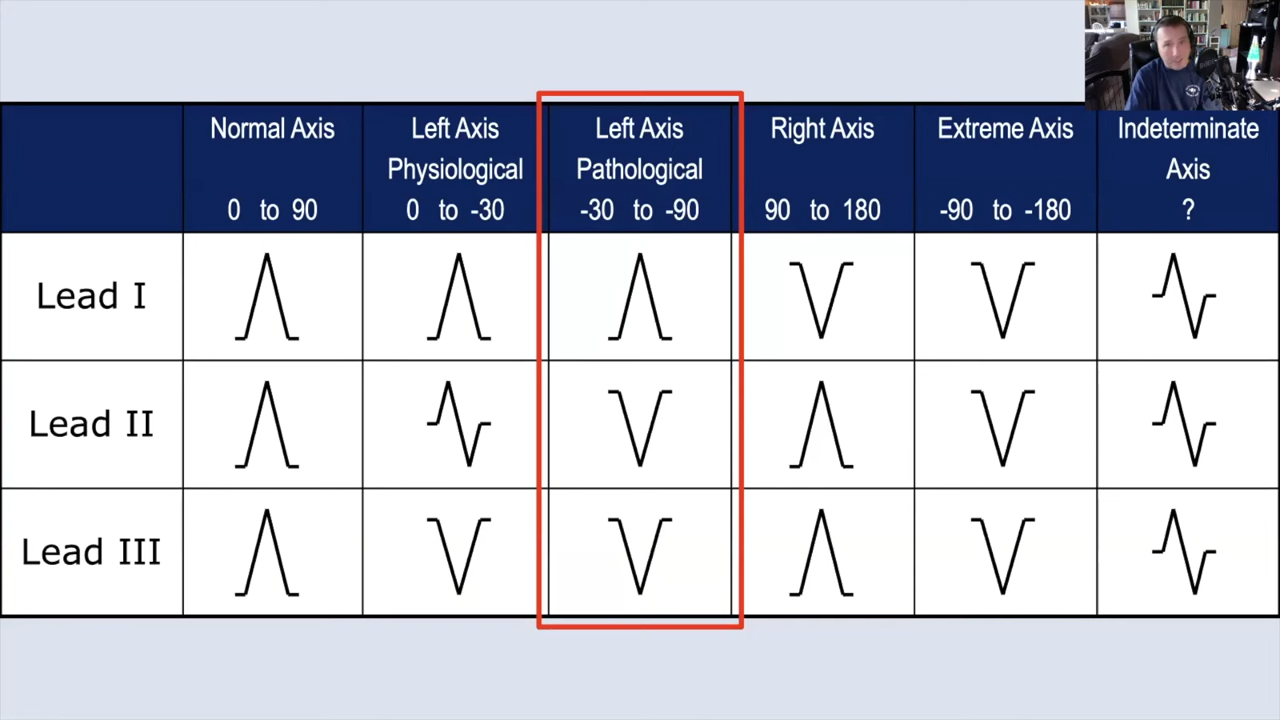 Normal Axis
0 to 90
Left Axis
Physiological
0 to -30
Left Axis
Pathological
-30 to -90
Right Axis
90 to 180
Extreme Axis
-90 to -180
Indeterminate
Axis
?
Lead I
Lead II
Lead III